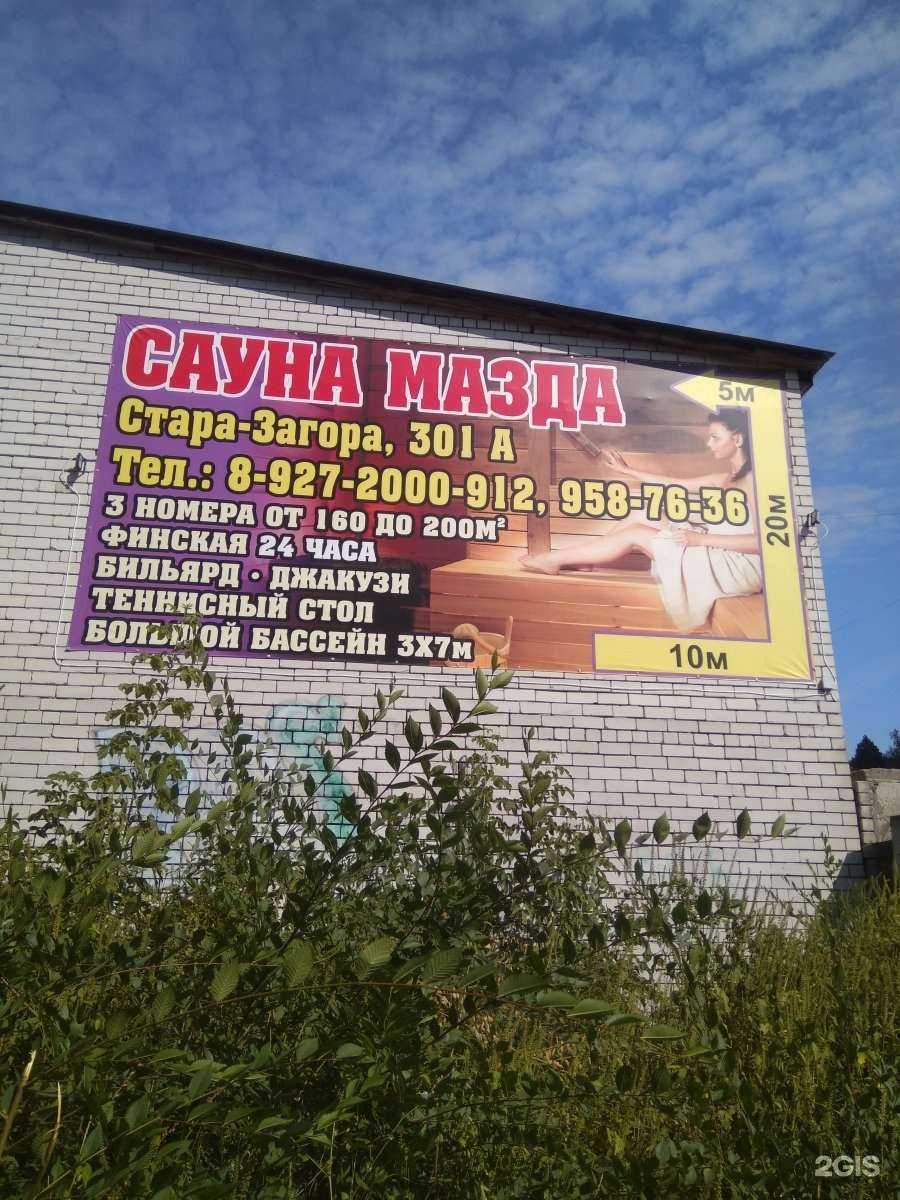 САУНА МАЗДА
Стара-Загора, 301 А
Тел.: 8-927-2000-912, 958-76-36
3 НОМЕРА ОТ 160 ДО 200М²
ФИНСКАЯ 24 ЧАСА
БИЛЬЯРД • ДЖАКУЗИ
ТЕННИСНЫЙ СТОЛ
БОЛЬШОЙ БАССЕЙН 3Х7м
5м
20м
10м
2GIS